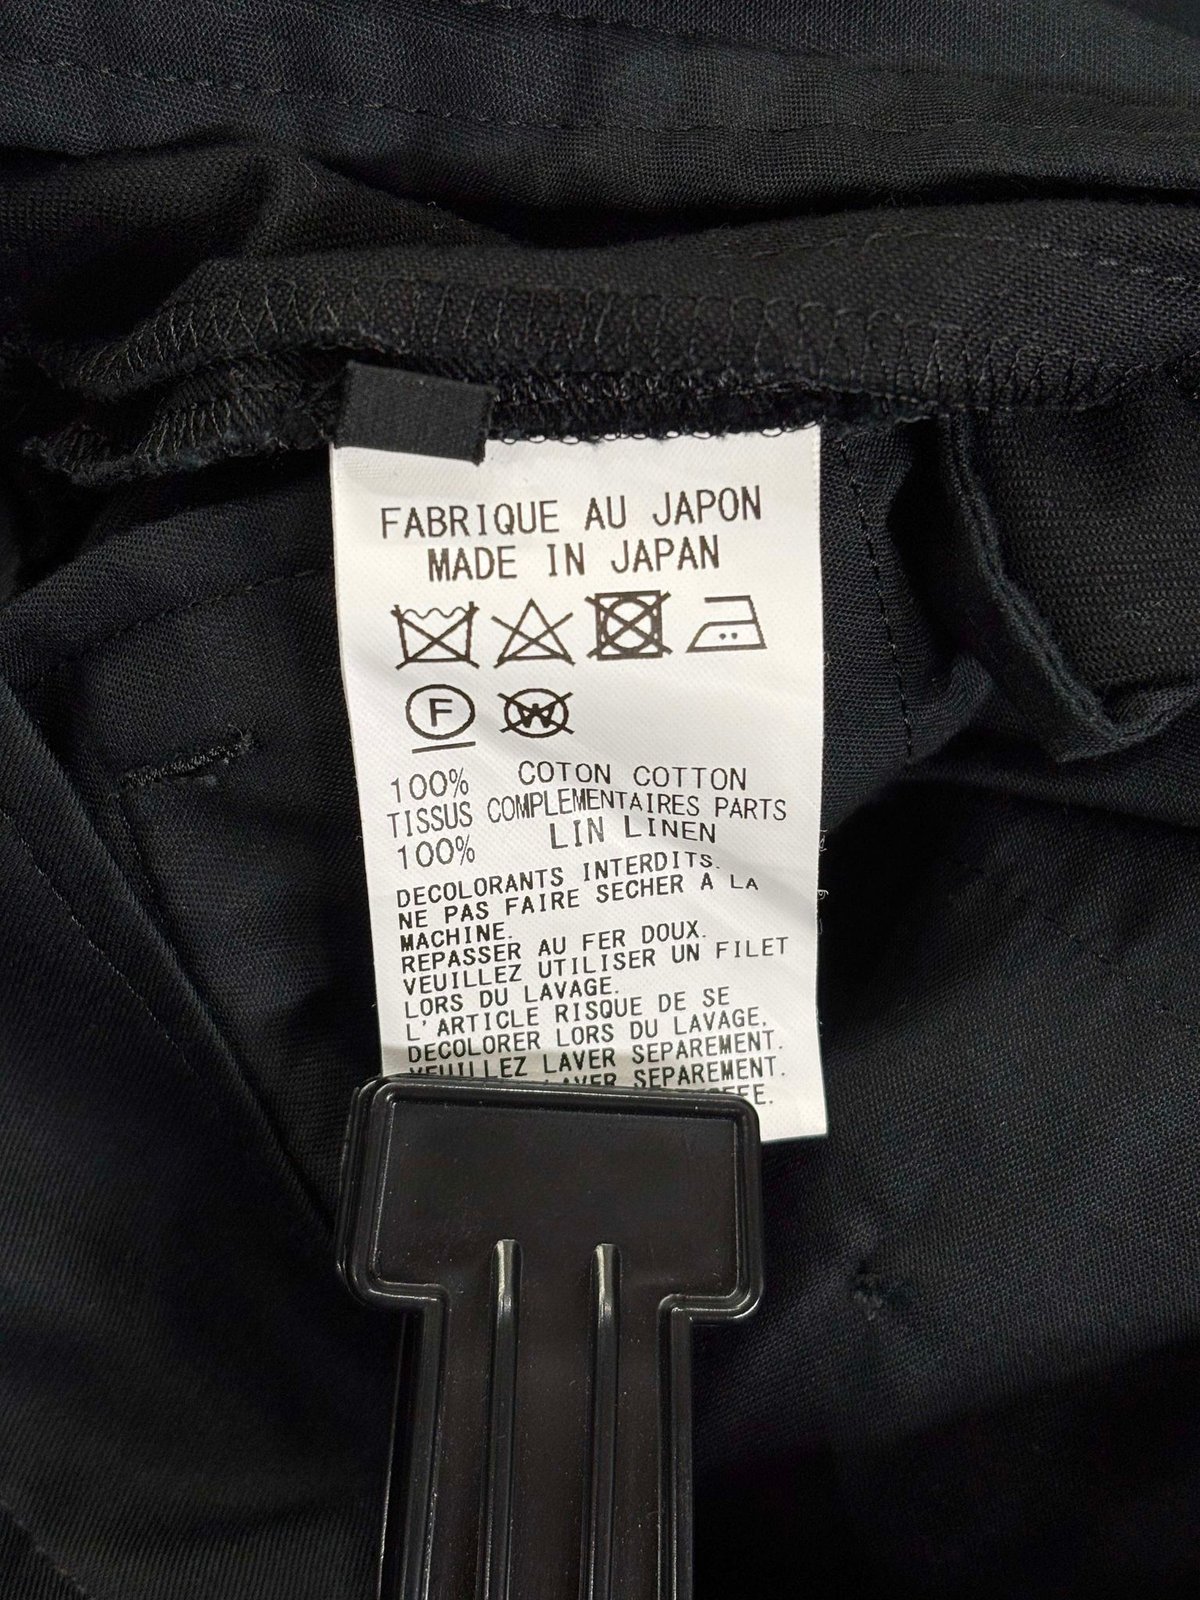 FABRIQUE AU JAPON
MADE IN JAPAN
F
W
100% COTON COTTON
TISSUS COMPLEMENTAIRES PARTS
100% LIN LINEN
DECOLORANTS INTERDITS.
NE PAS FAIRE SECHER A LA
MACHINE.
REPASSER AU FER DOUX.
VEUILLEZ UTILISER UN FILET
LORS DU LAVAGE.
L'ARTICLE RISQUE DE SE
DECOLORER LORS DU LAVAGE.
VEUILLEZ LAVER SEPAREMENT.
LAVER SEPAREMENT.